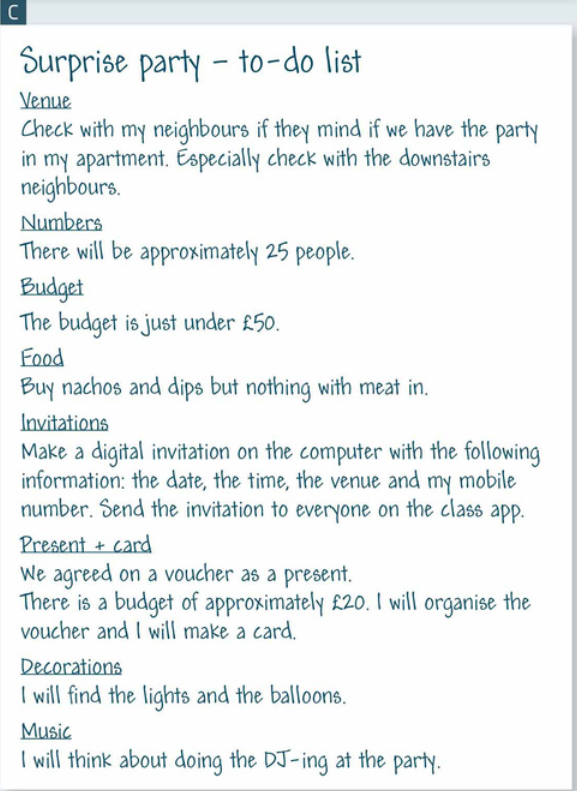 C
Surprise party – to-do list
Venue
Check with my neighbours if they mind if we have the party
in my apartment. Especially check with the downstairs
neighbours.
Numbers
There will be approximately 25 people.
Budget
The budget is just under £50.
Food
Buy nachos and dips but nothing with meat in.
Invitations
Make a digital invitation on the computer with the following
information: the date, the time, the venue and my mobile
number. Send the invitation to everyone on the class app.
Present + card
We agreed on a voucher as a present.
There is a budget of approximately £20. I will organise the
voucher and I will make a card.
Decorations
I will find the lights and the balloons.
Music
I will think about doing the DJ-ing at the party.